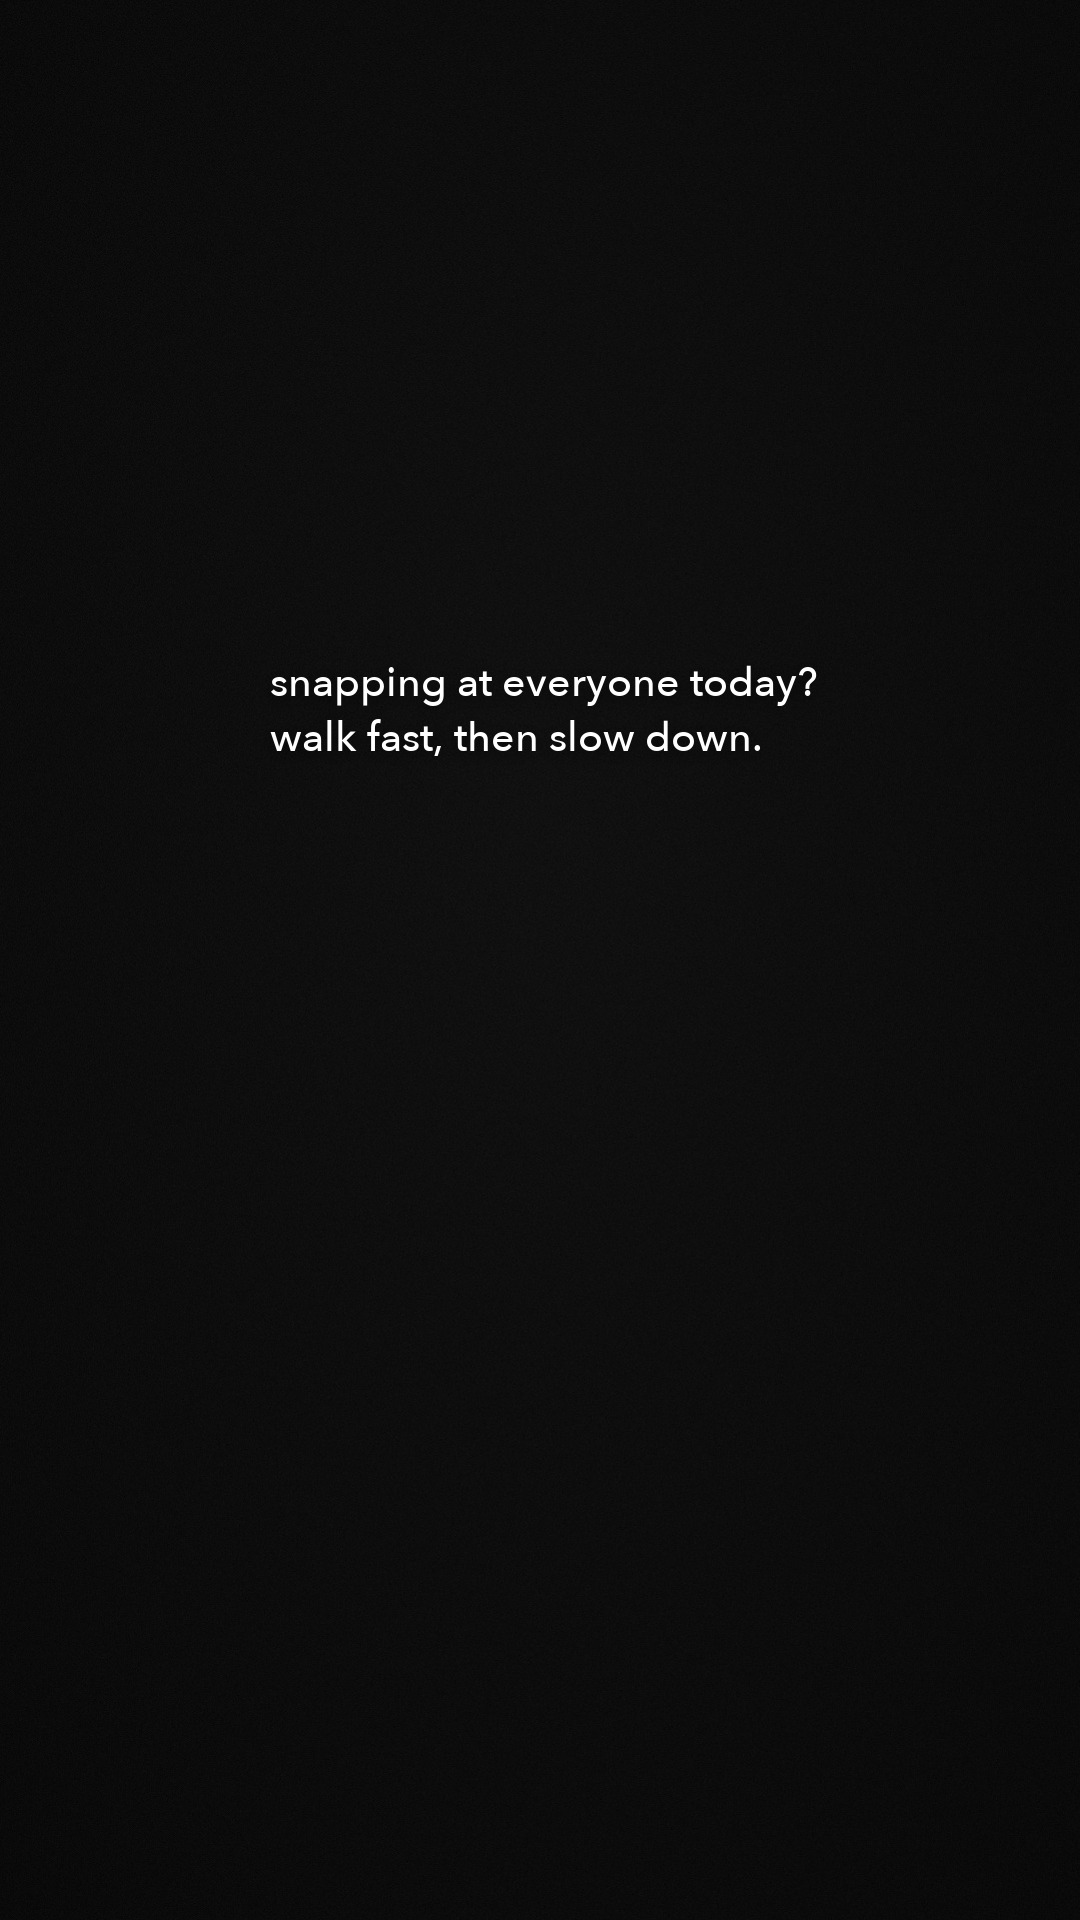 snapping at everyone today?
walk fast, then slow down.